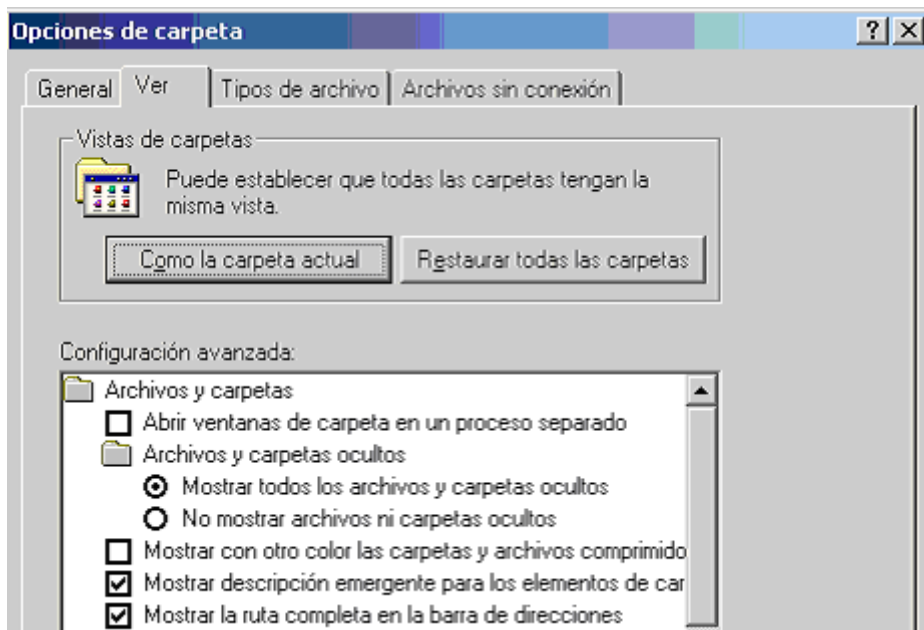 Opciones de carpeta
General Ver Tipos de archivo Archivos sin conexión
Vistas de carpetas
Puede establecer que todas las carpetas tengan la
misma vista.
Como la carpeta actual Restaurar todas las carpetas
Configuración avanzada:
Archivos y carpetas
Abrir ventanas de carpeta en un proceso separado
Archivos y carpetas ocultos
Mostrar todos los archivos y carpetas ocultos
No mostrar archivos ni carpetas ocultos
Mostrar con otro color las carpetas y archivos comprimido
Mostrar descripción emergente para los elementos de car
Mostrar la ruta completa en la barra de direcciones